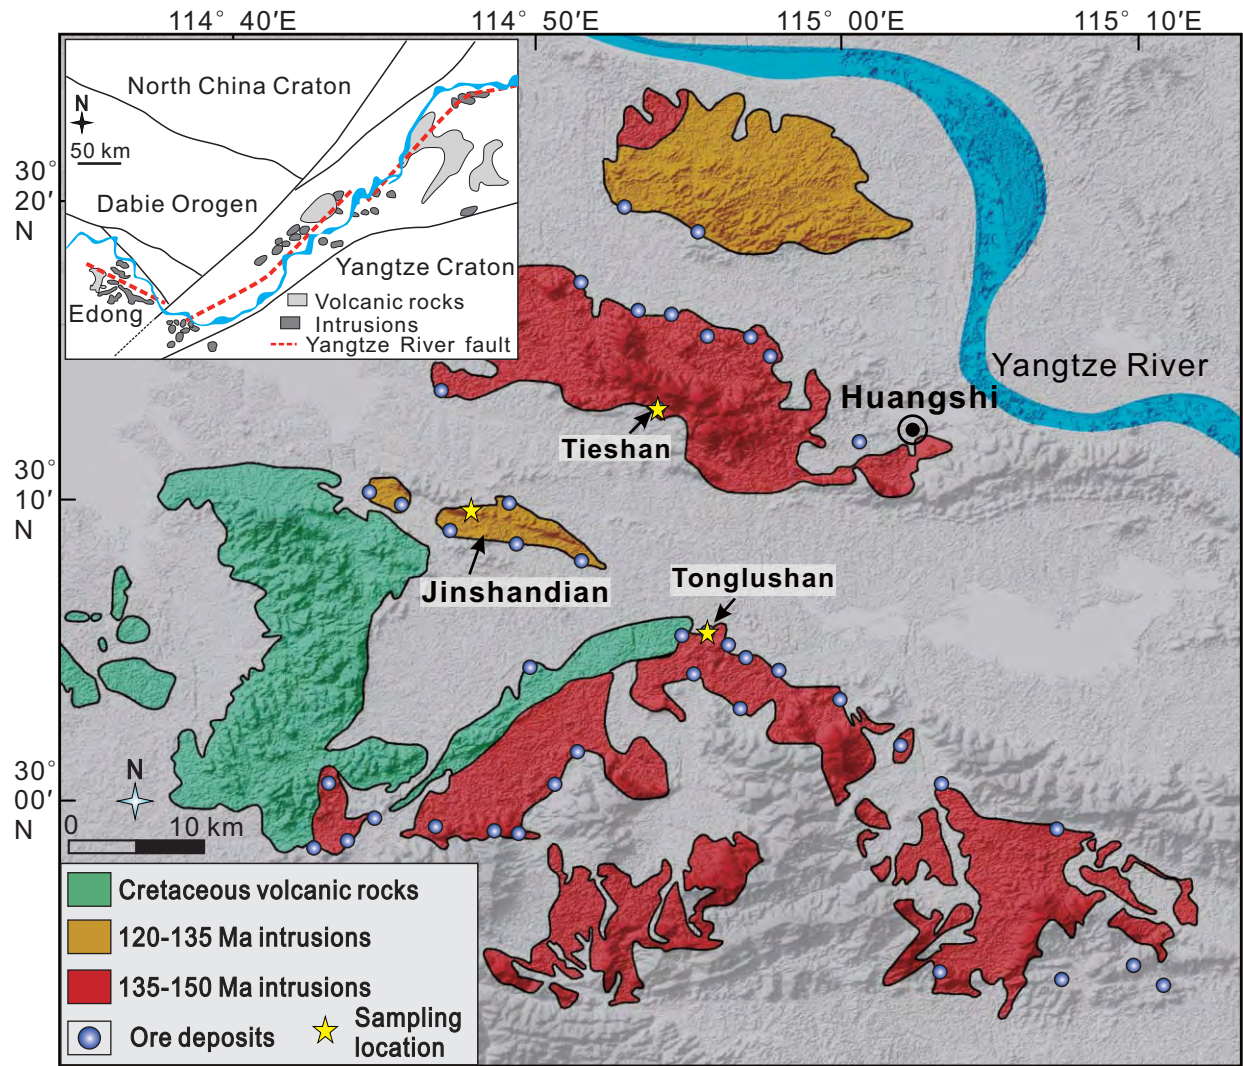 114° 40′E
114° 50′E
115° 00′E
115° 10′E
30°
20′
N
30°
10′
N
30°
00′
N
North China Craton
N
50 km
Dabie Orogen
Yangtze Craton
Edong
Volcanic rocks
Intrusions
Yangtze River fault
Yangtze River
Huangshi
Tieshan
Jinshandian
Tonglushan
N
0 10 km
Cretaceous volcanic rocks
120-135 Ma intrusions
135-150 Ma intrusions
Ore deposits
Sampling
location